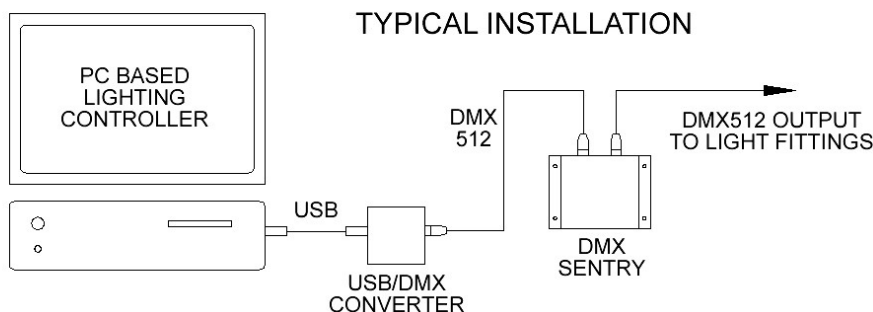 TYPICAL INSTALLATION
PC BASED
LIGHTING
CONTROLLER
DMX
512
DMX512 OUTPUT
TO LIGHT FITTINGS
USB
DMX
SENTRY
USB/DMX
CONVERTER